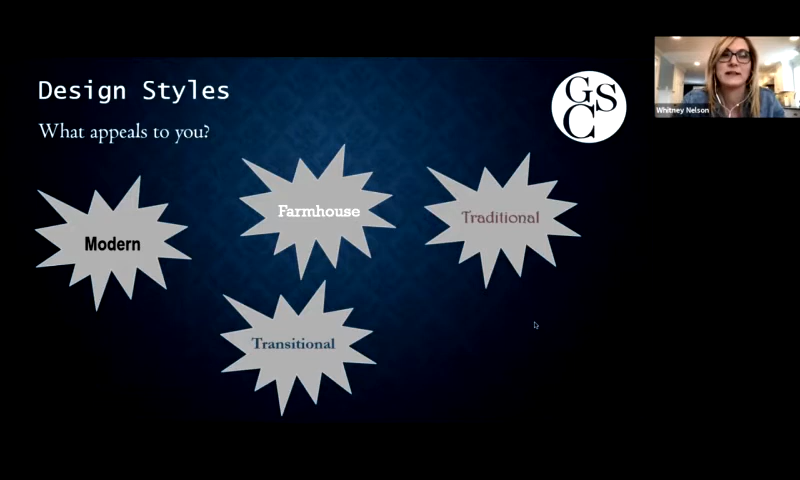 Design Styles
What appeals to you?
GSC
Whitney Nelson
Modern
Farmhouse
Traditional
Transitional